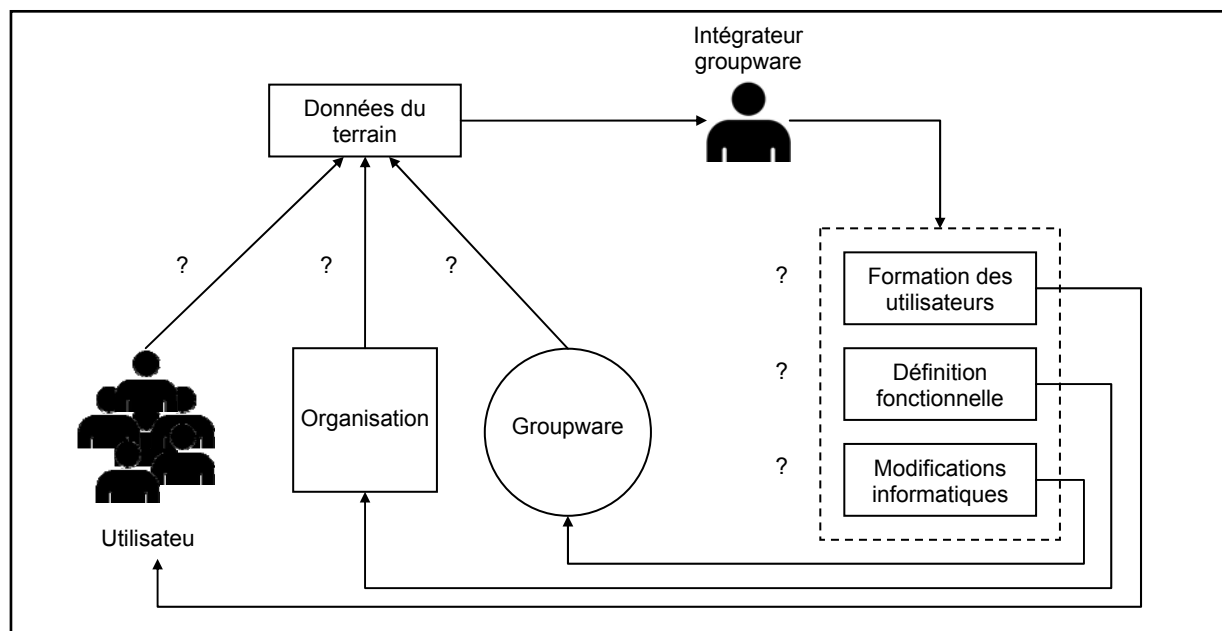 Intégrateur
groupware
Données du
terrain
?
?
?
?
Formation des
utilisateurs
?
Définition
fonctionnelle
Organisation
Groupware
?
Modifications
informatiques
Utilisateu